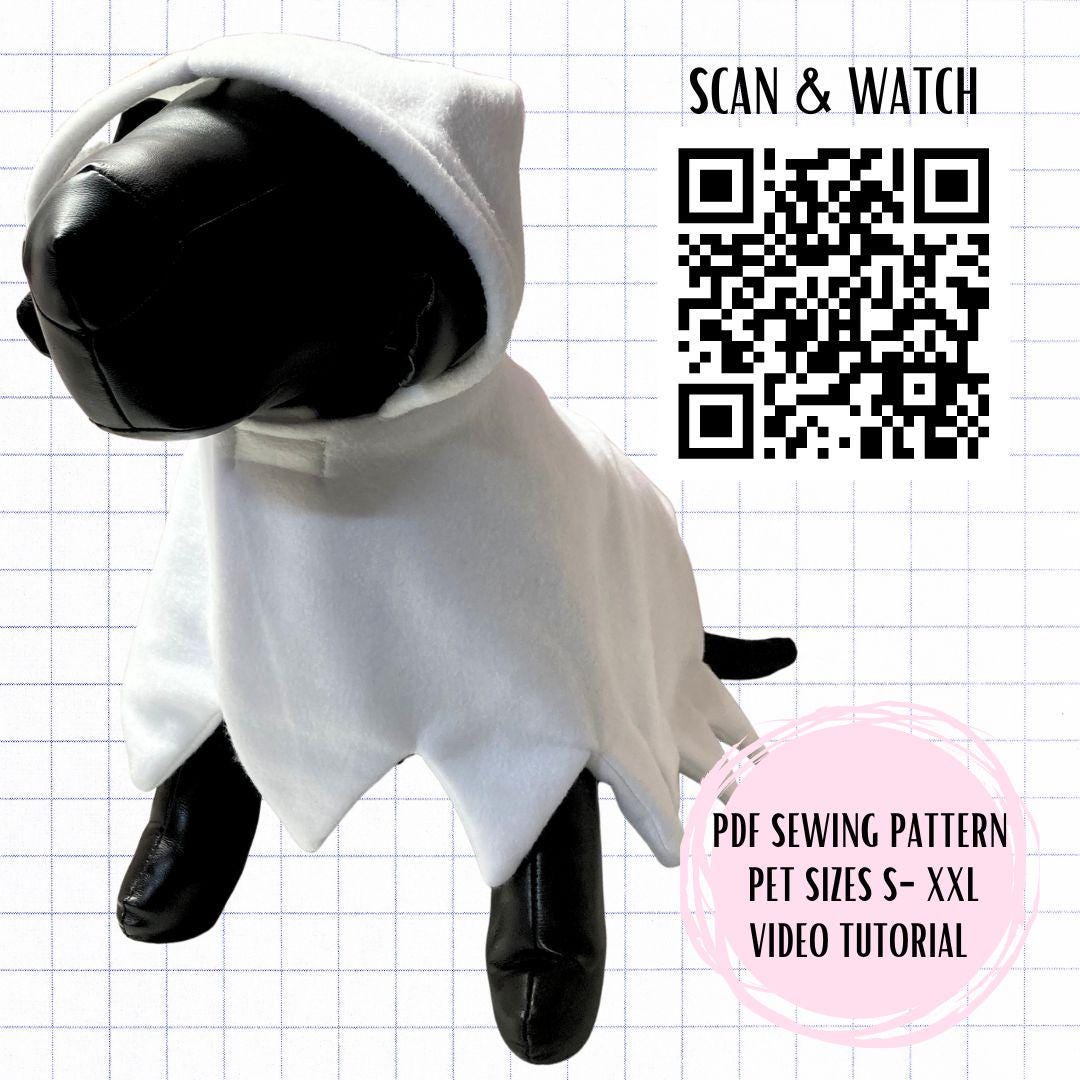 SCAN & WATCH
PDF SEWING PATTERN
PET SIZES S- XXL
VIDEO TUTORIAL